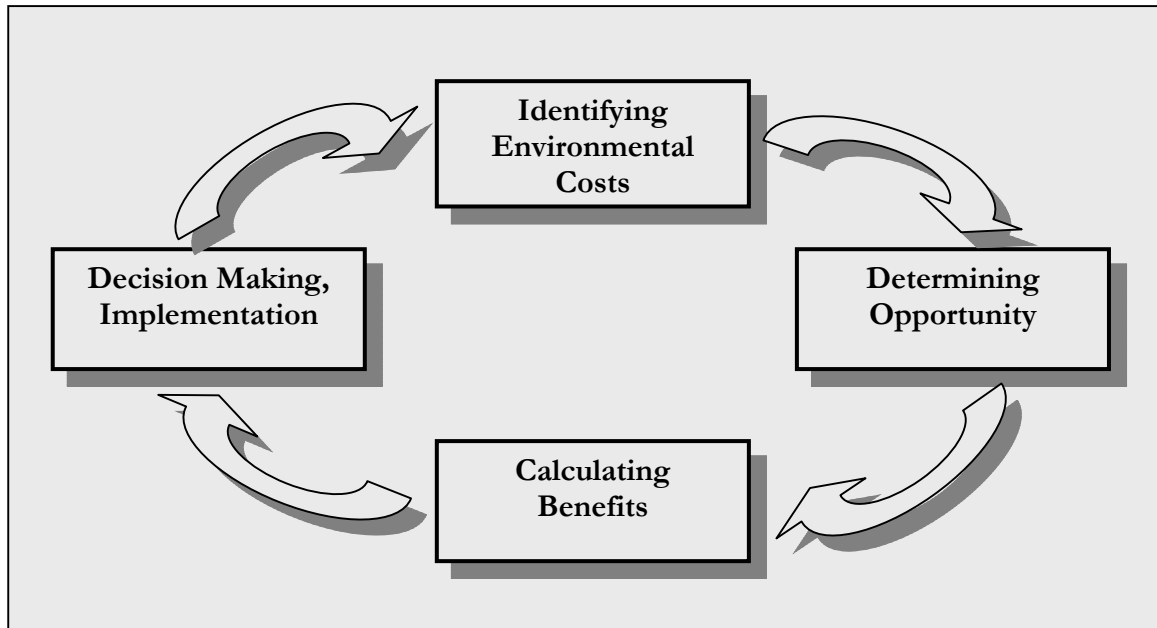 Identifying
Environmental
Costs
Decision Making,
Implementation
Determining
Opportunity
Calculating
Benefits